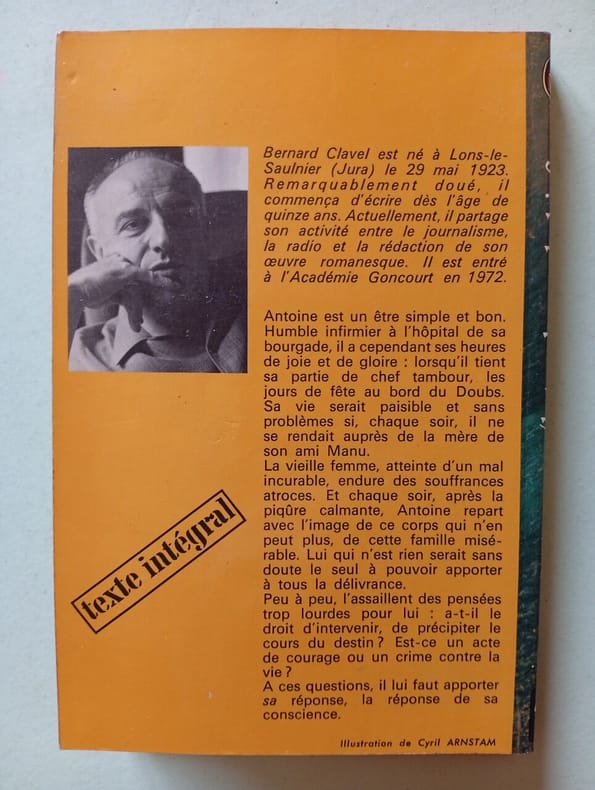 Bernard Clavel est né à Lons-le-
Saulnier (Jura) le 29 mai 1923.
Remarquablement doué, il
commença d'écrire dès l'âge de
quinze ans. Actuellement, il partage
son activité entre le journalisme,
la radio et la rédaction de son
œuvre romanesque. Il est entré
à l'Académie Goncourt en 1972.
Antoine est un être simple et bon.
Humble infirmier à l'hôpital de sa
bourgade, il a cependant ses heures
de joie et de gloire : lorsqu'il tient
sa partie de chef tambour, les
jours de fête au bord du Doubs.
Sa vie serait paisible et sans
problèmes si, chaque soir, il ne
se rendait auprès de la mère de
son ami Manu.
La vieille femme, atteinte d'un mal
incurable, endure des souffrances
atroces. Et chaque soir, après la
piqûre calmante, Antoine repart
avec l'image de ce corps qui n'en
peut plus, de cette famille misé-
rable. Lui qui n'est rien serait sans
doute le seul à pouvoir apporter
à tous la délivrance.
Peu à peu, l'assaillent des pensées
trop lourdes pour lui : a-t-il le
droit d'intervenir, de précipiter le
cours du destin ? Est-ce un acte
de courage ou un crime contre la
vie ?
A ces questions, il lui faut apporter
sa réponse, la réponse de sa
conscience.
texte intégral
Illustration de Cyril ARNSTAM